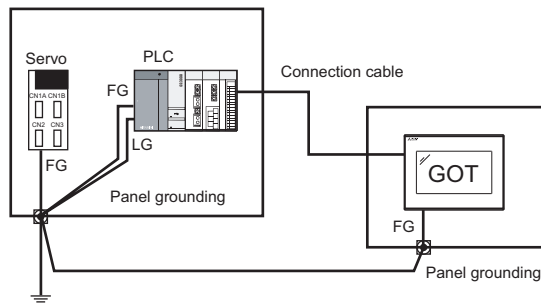 Servo
PLC
CN1A CN1B
CN2 CN3
FG
LG
FG
Connection cable
Panel grounding
GOT
FG
Panel grounding